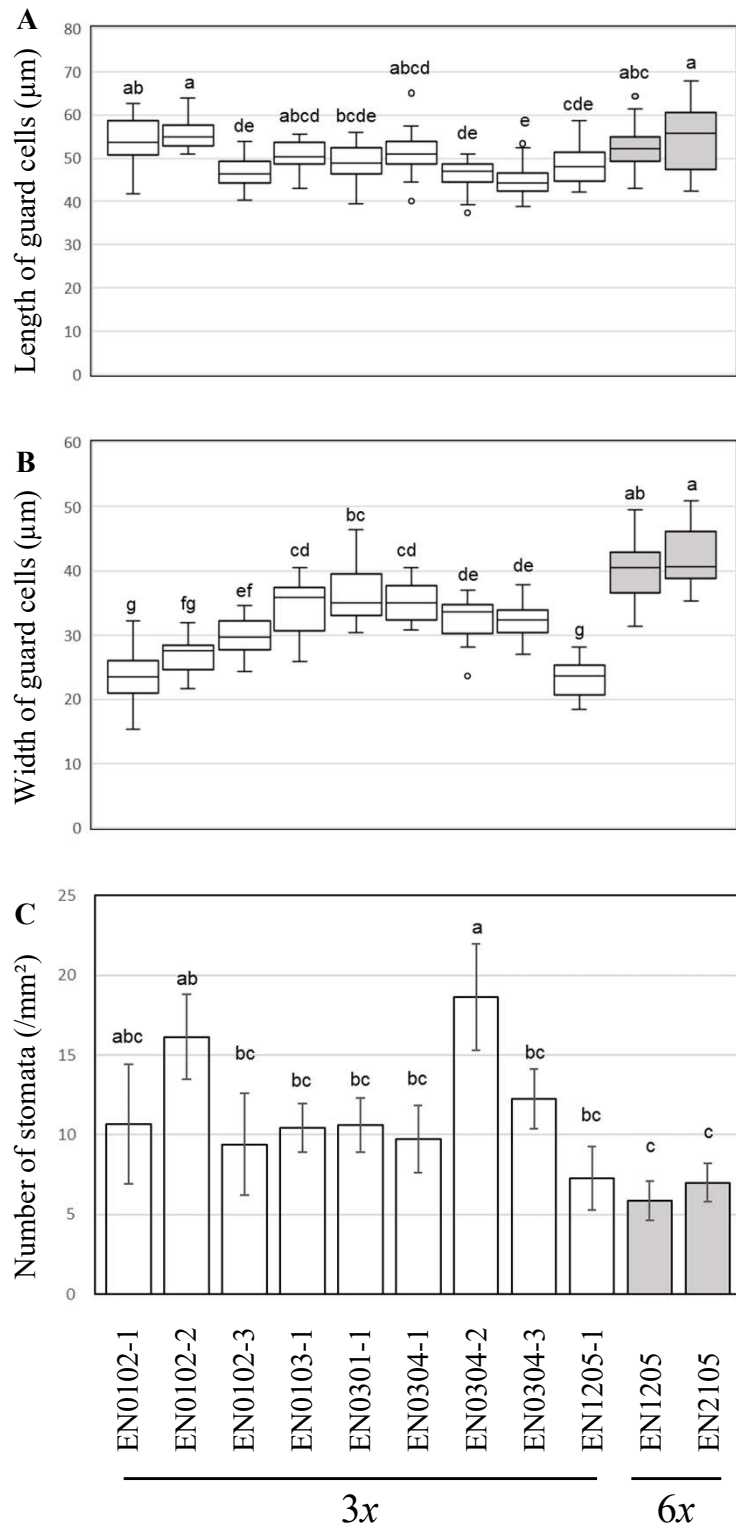 A
Length of guard cells (μm)
80
70
60
50
40
30
20
10
0
ab
a
de
abcd
bcde
abcd
de
e
cde
abc
a
B
Width of guard cells (μm)
60
50
40
30
20
10
0
g
fg
ef
cd
bc
cd
de
de
g
ab
a
C
Number of stomata (/mm²)
25
20
15
10
5
0
abc
ab
bc
bc
bc
bc
a
bc
bc
c
c
EN0102-1
EN0102-2
EN0102-3
EN0103-1
EN0301-1
EN0304-1
EN0304-2
EN0304-3
EN1205-1
EN1205
EN2105
3x
6x